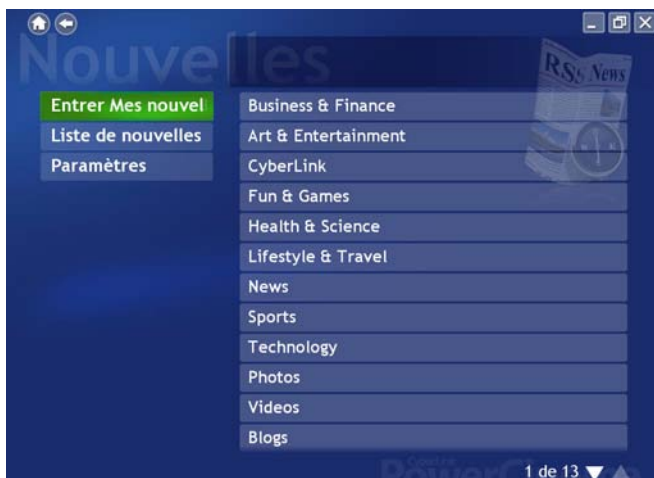 Nouvelles
RSS News
Entrer Mes nouvel
Liste de nouvelles
Paramètres
Business & Finance
Art & Entertainment
CyberLink
Fun & Games
Health & Science
Lifestyle & Travel
News
Sports
Technology
Photos
Videos
Blogs
1 de 13